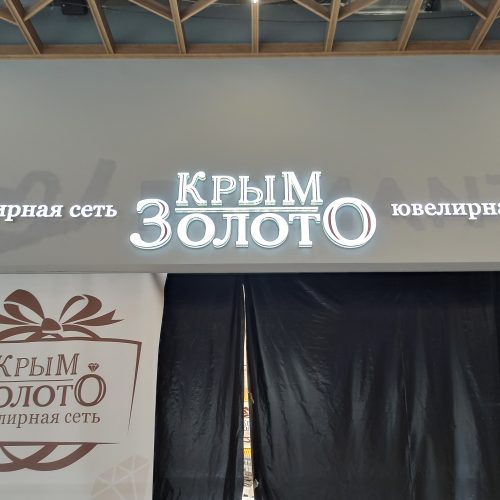 КРЫМ
ирная сеть ЗОЛОТО ювелирна
КРЫМ
ЗОЛОТО
лирная сеть